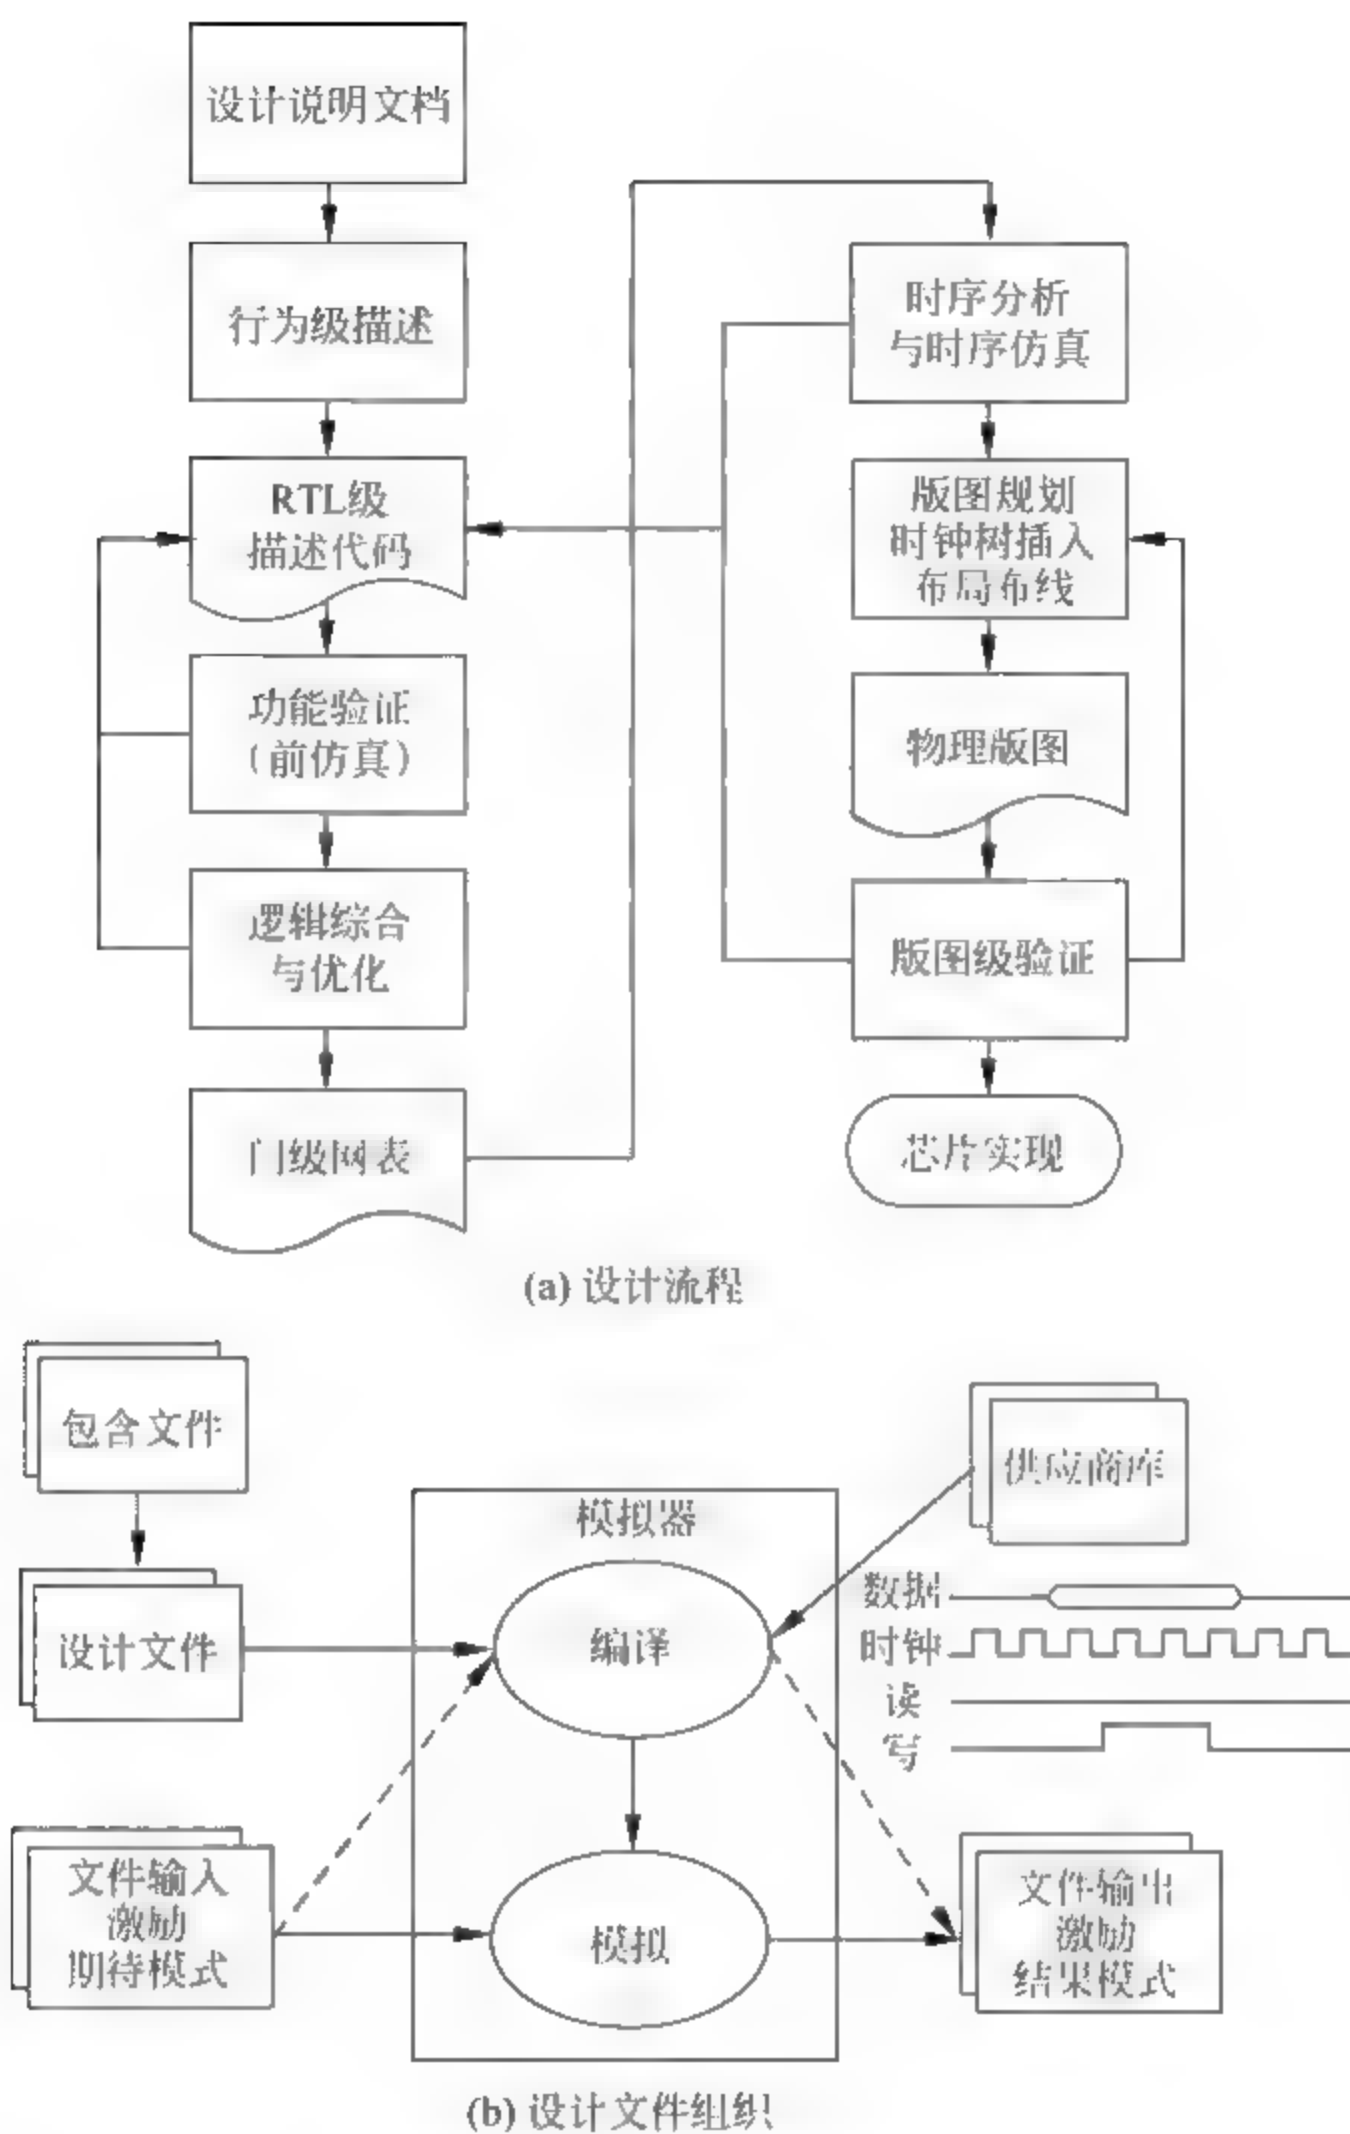 设计说明文档
行为级描述
RTL级
描述代码
功能验证
(前仿真)
逻辑综合
与优化
门级网表
时序分析
与时序仿真
版图规划
时钟树插入
布局布线
物理版图
版图级验证
芯片实现
(a) 设计流程
包含文件
设计文件
文件输入
激励
期待模式
模拟器
编译
模拟
供应商库
数据
时钟
读
写
文件输出
激励
结果模式
(b) 设计文件组织